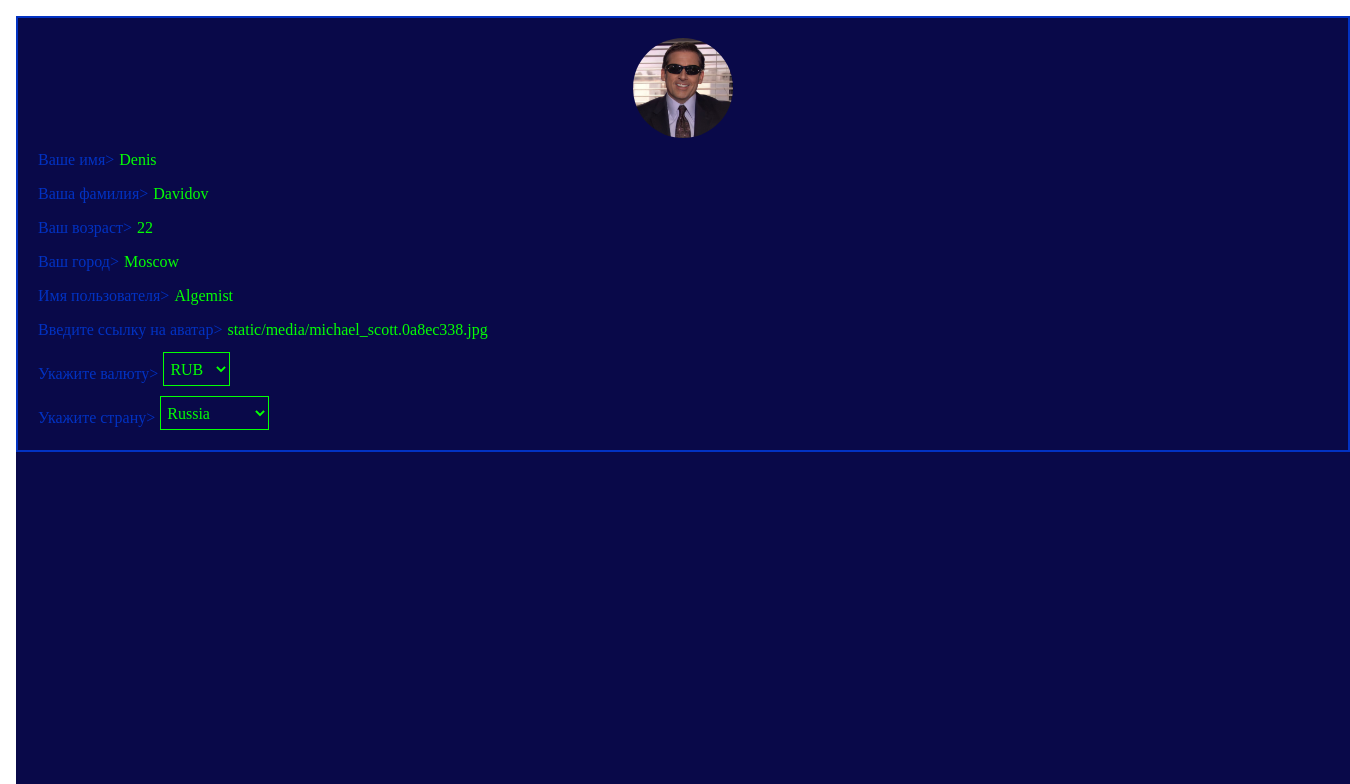 Ваше имя> Denis
Ваша фамилия> Davidov
Ваш возраст> 22
Ваш город> Moscow
Имя пользователя> Algemist
Введите ссылку на аватар> static/media/michael_scott.0a8ec338.jpg
Укажите валюту> RUB
Укажите страну> Russia